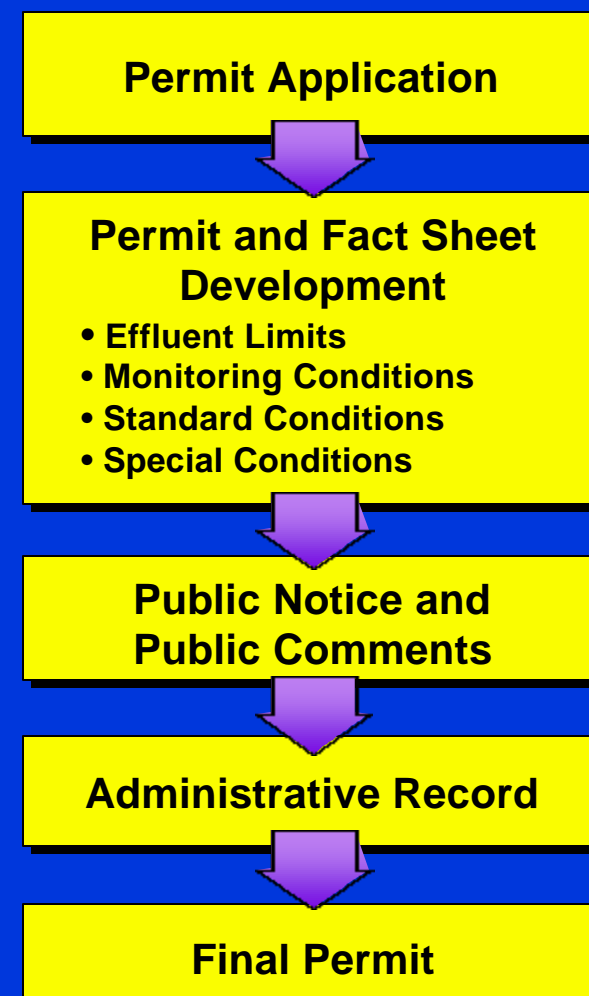 Permit Application
Permit and Fact Sheet
Development
• Effluent Limits
• Monitoring Conditions
• Standard Conditions
• Special Conditions
Public Notice and
Public Comments
Administrative Record
Final Permit